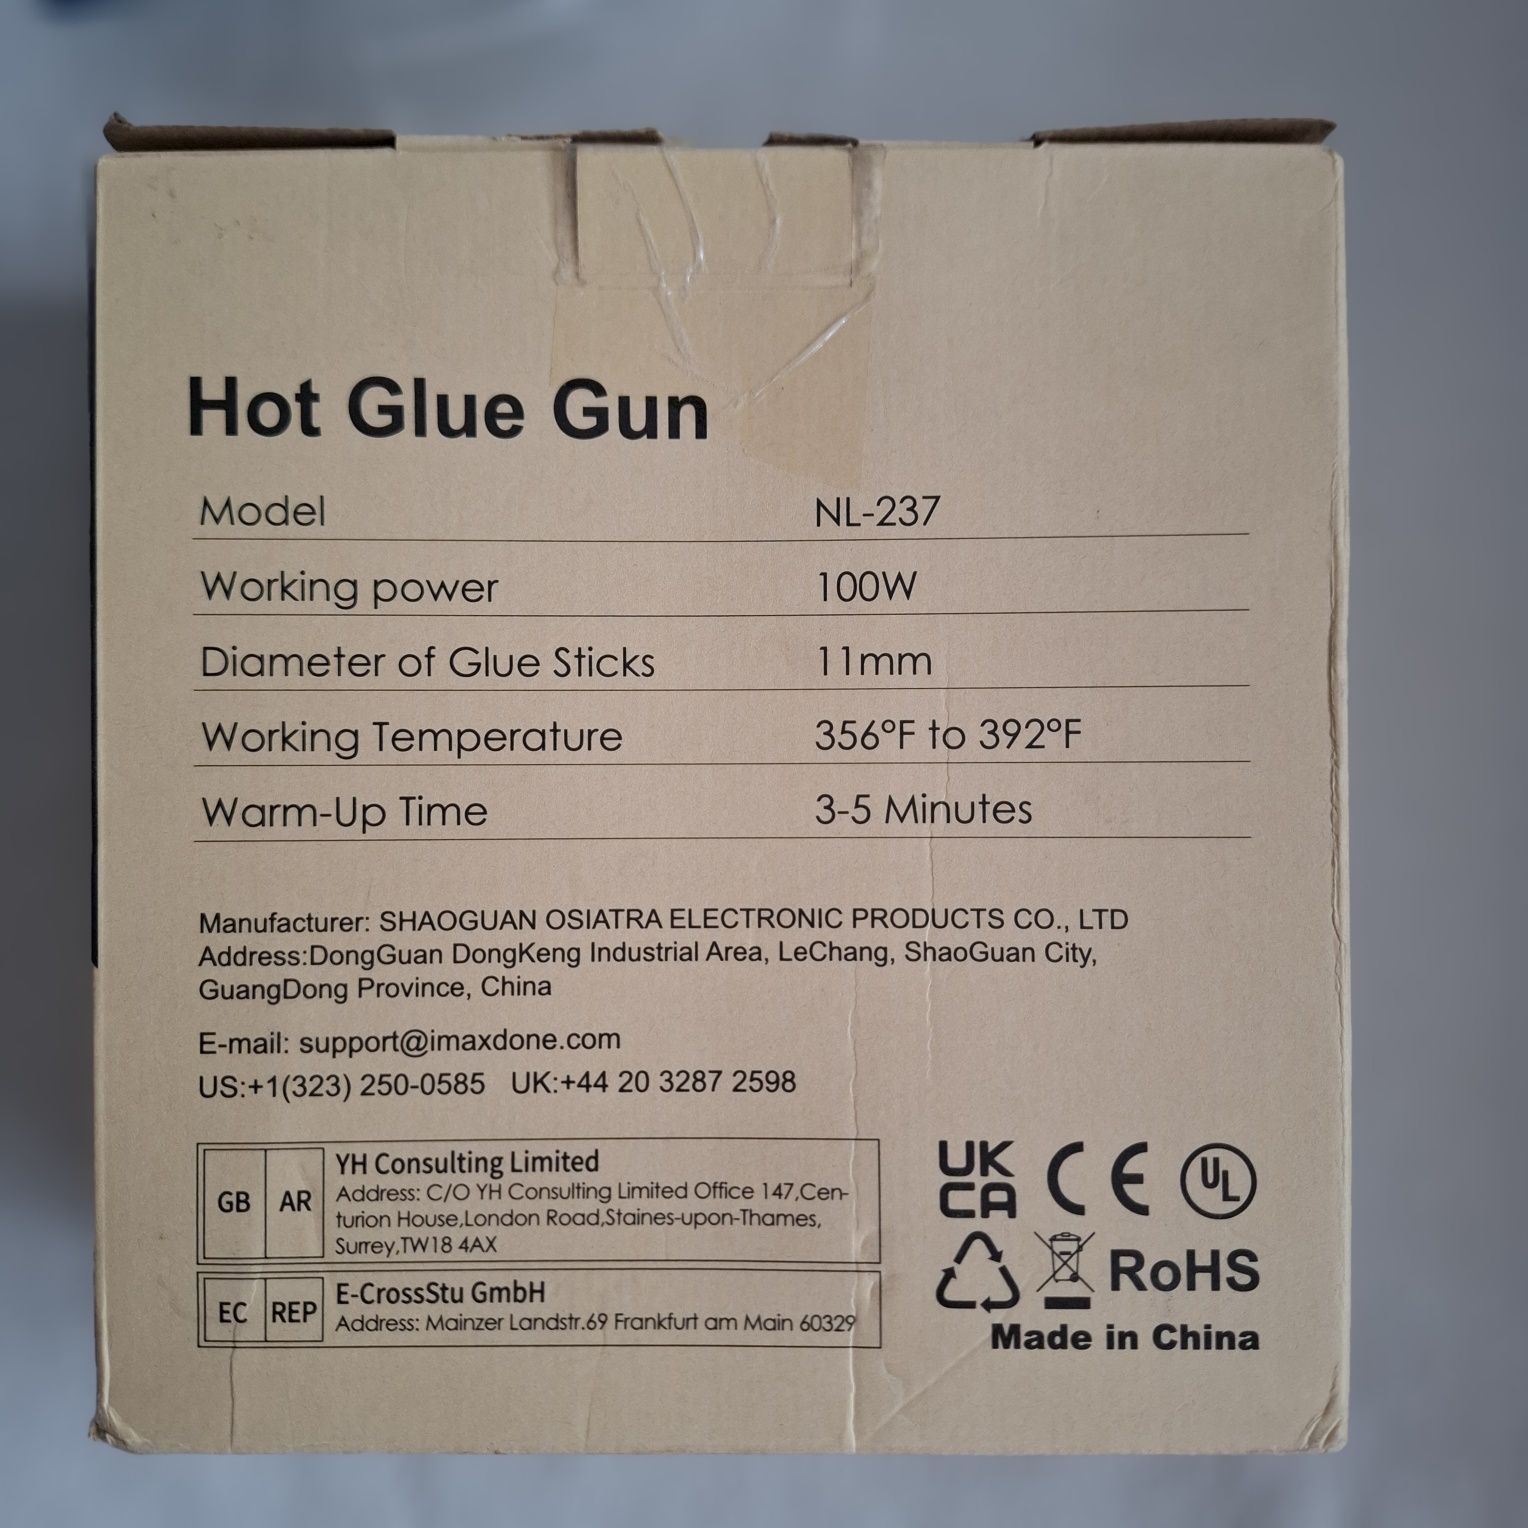 Hot Glue Gun
Model NL-237
Working power 100W
Diameter of Glue Sticks 11mm
Working Temperature 356°F to 392°F
Warm-Up Time 3-5 Minutes
Manufacturer: SHAOGUAN OSIATRA ELECTRONIC PRODUCTS CO., LTD
Address:DongGuan DongKeng Industrial Area, LeChang, ShaoGuan City,
GuangDong Province, China
E-mail: support@imaxdone.com
US:+1(323) 250-0585 UK:+44 20 3287 2598
GB AR
YH Consulting Limited
Address: C/O YH Consulting Limited Office 147,Cen-
turion House,London Road,Staines-upon-Thames,
Surrey,TW18 4AX
EC REP
E-CrossStu GmbH
Address: Mainzer Landstr.69 Frankfurt am Main 60329
UK
CA
CE
UL
RoHS
Made in China